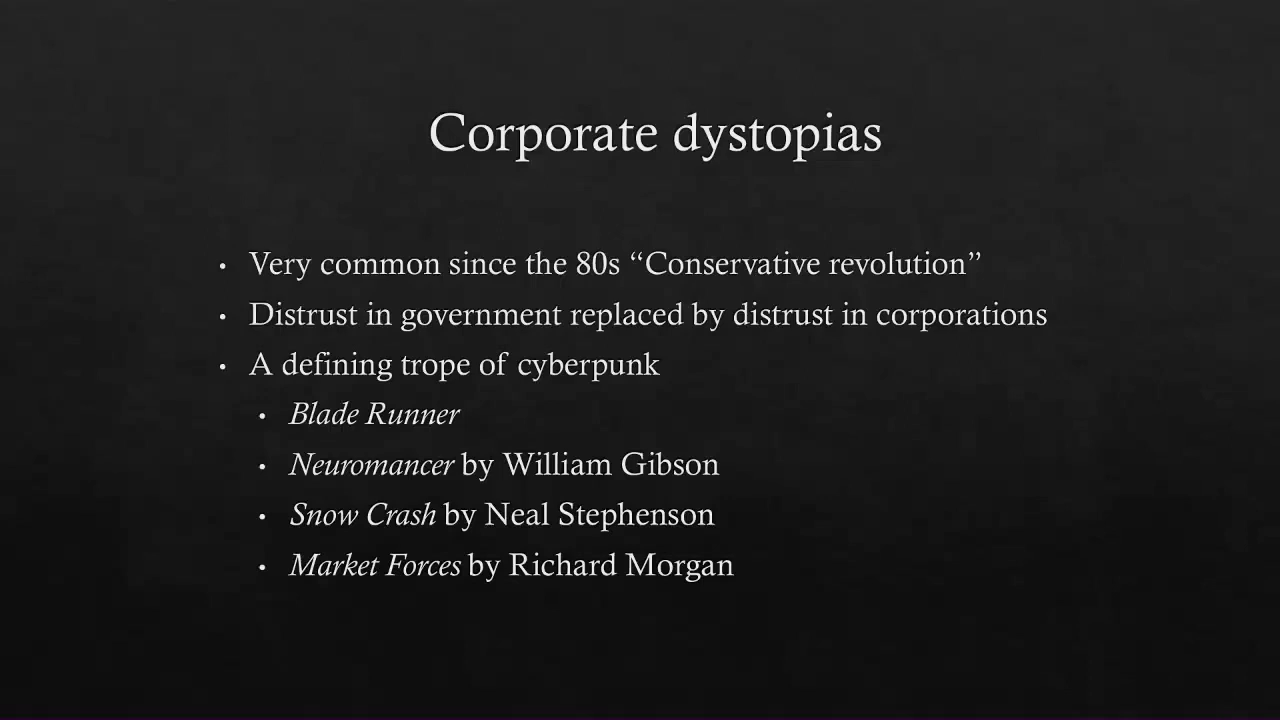 Corporate dystopias
• Very common since the 80s “Conservative revolution”
• Distrust in government replaced by distrust in corporations
• A defining trope of cyberpunk
• Blade Runner
• Neuromancer by William Gibson
• Snow Crash by Neal Stephenson
• Market Forces by Richard Morgan